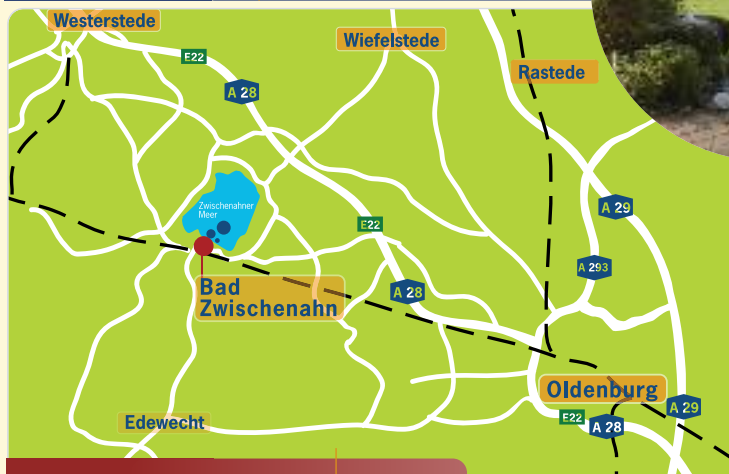 Westerstede
Wiefelstede
E22
Rastede
A 28
Zwischenahner
Meer
A 29
E22
A 293
Bad
Zwischenahn
A 28
Oldenburg
A 29
Edewecht
E22
A 28